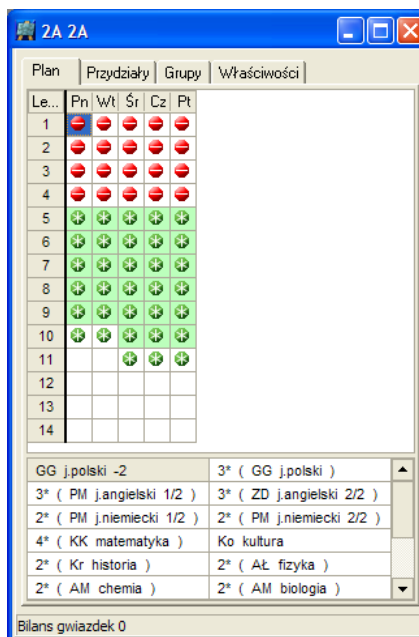 2A 2A
Plan Przydziały Grupy Właściwości
Le... Pn Wt Śr Cz Pt
1
2
3
4
5
6
7
8
9
10
11
12
13
14
GG j.polski -2 3* ( GG j.polski )
3* ( PM j.angielski 1/2 ) 3* ( ZD j.angielski 2/2 )
2* ( PM j.niemiecki 1/2 ) 2* ( PM j.niemiecki 2/2 )
4* ( KK matematyka ) Ko kultura
2* ( Kr historia ) 2* ( AŁ fizyka )
2* ( AM chemia ) 2* ( AM biologia )
Bilans gwiazdek 0